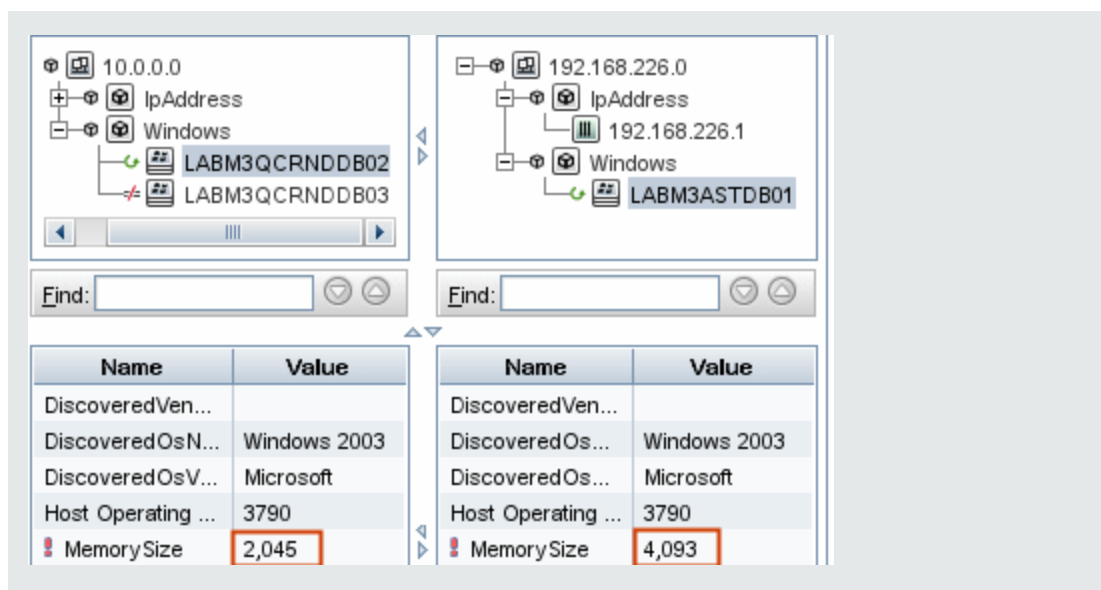 10.0.0.0
IpAddress
Windows
LABM3QCRNDDB02
LABM3QCRNDDB03
Find:
Name Value
DiscoveredVen...
DiscoveredOsN... Windows 2003
DiscoveredOsV... Microsoft
Host Operating ... 3790
MemorySize 2,045
192.168.226.0
IpAddress
192.168.226.1
Windows
LABM3ASTDB01
Find:
Name Value
DiscoveredVen...
DiscoveredOs... Windows 2003
DiscoveredOs... Microsoft
Host Operating ... 3790
MemorySize 4,093